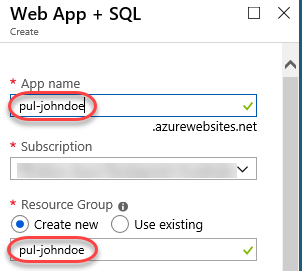 Web App + SQL
Create
* App name
pul-johndoe
.azurewebsites.net
* Subscription
* Resource Group
Create new Use existing
pul-johndoe